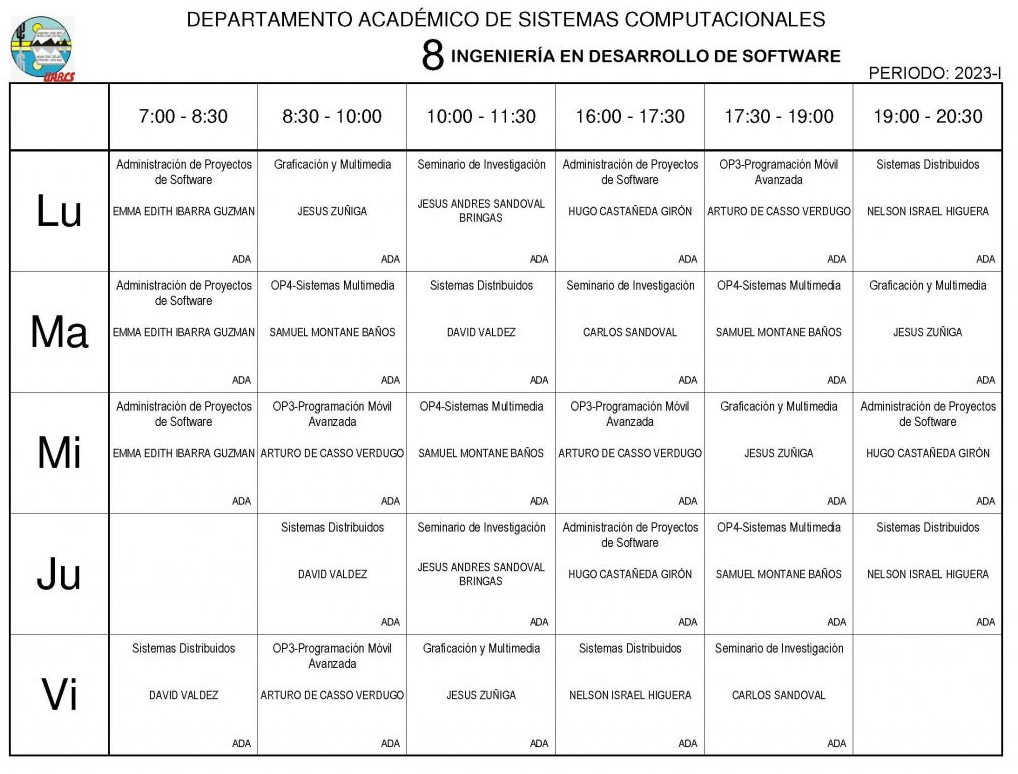 DEPARTAMENTO ACADÉMICO DE SISTEMAS COMPUTACIONALES
8 INGENIERÍA EN DESARROLLO DE SOFTWARE
UABCS
PERIODO: 2023-I
7:00 - 8:30 8:30 - 10:00 10:00 - 11:30 16:00 - 17:30 17:30 - 19:00 19:00 - 20:30
Lu
Administración de Proyectos
de Software
EMMA EDITH IBARRA GUZMAN
ADA
Graficación y Multimedia
JESUS ZUÑIGA
ADA
Seminario de Investigación
JESUS ANDRES SANDOVAL
BRINGAS
ADA
Administración de Proyectos
de Software
HUGO CASTAÑEDA GIRÓN
ADA
OP3-Programación Móvil
Avanzada
ARTURO DE CASSO VERDUGO
ADA
Sistemas Distribuidos
NELSON ISRAEL HIGUERA
ADA
Ma
Administración de Proyectos
de Software
EMMA EDITH IBARRA GUZMAN
ADA
OP4-Sistemas Multimedia
SAMUEL MONTANE BAÑOS
ADA
Sistemas Distribuidos
DAVID VALDEZ
ADA
Seminario de Investigación
CARLOS SANDOVAL
ADA
OP4-Sistemas Multimedia
SAMUEL MONTANE BAÑOS
ADA
Graficación y Multimedia
JESUS ZUÑIGA
ADA
Mi
Administración de Proyectos
de Software
EMMA EDITH IBARRA GUZMAN
ADA
OP3-Programación Móvil
Avanzada
ARTURO DE CASSO VERDUGO
ADA
OP4-Sistemas Multimedia
SAMUEL MONTANE BAÑOS
ADA
OP3-Programación Móvil
Avanzada
ARTURO DE CASSO VERDUGO
ADA
Graficación y Multimedia
JESUS ZUÑIGA
ADA
Administración de Proyectos
de Software
HUGO CASTAÑEDA GIRÓN
ADA
Ju
Sistemas Distribuidos
DAVID VALDEZ
ADA
Seminario de Investigación
JESUS ANDRES SANDOVAL
BRINGAS
ADA
Administración de Proyectos
de Software
HUGO CASTAÑEDA GIRÓN
ADA
OP4-Sistemas Multimedia
SAMUEL MONTANE BAÑOS
ADA
Sistemas Distribuidos
NELSON ISRAEL HIGUERA
ADA
Vi
Sistemas Distribuidos
DAVID VALDEZ
ADA
OP3-Programación Móvil
Avanzada
ARTURO DE CASSO VERDUGO
ADA
Graficación y Multimedia
JESUS ZUÑIGA
ADA
Sistemas Distribuidos
NELSON ISRAEL HIGUERA
ADA
Seminario de Investigación
CARLOS SANDOVAL
ADA